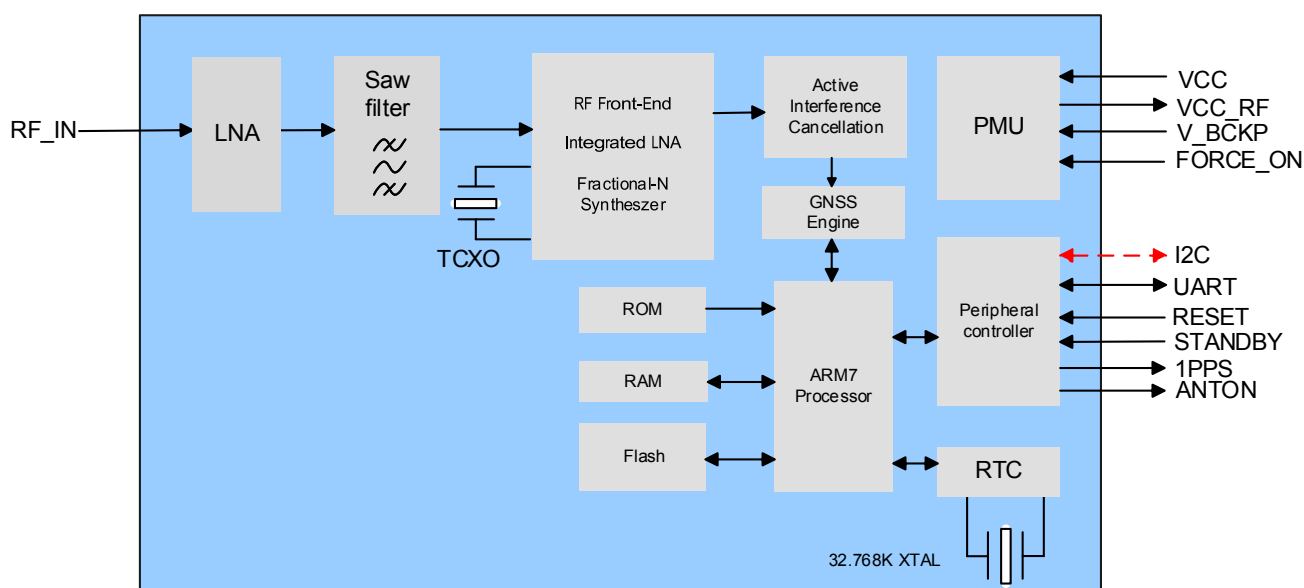 RF_IN
LNA
Saw
filter
TCXO
RF Front-End
Integrated LNA
Fractional-N
Syntheszer
Active
Interference
Cancellation
GNSS
Engine
PMU
VCC
VCC_RF
V_BCKP
FORCE_ON
ROM
RAM
Flash
ARM7
Processor
Peripheral
controller
I2C
UART
RESET
STANDBY
1PPS
ANTON
RTC
32.768K XTAL